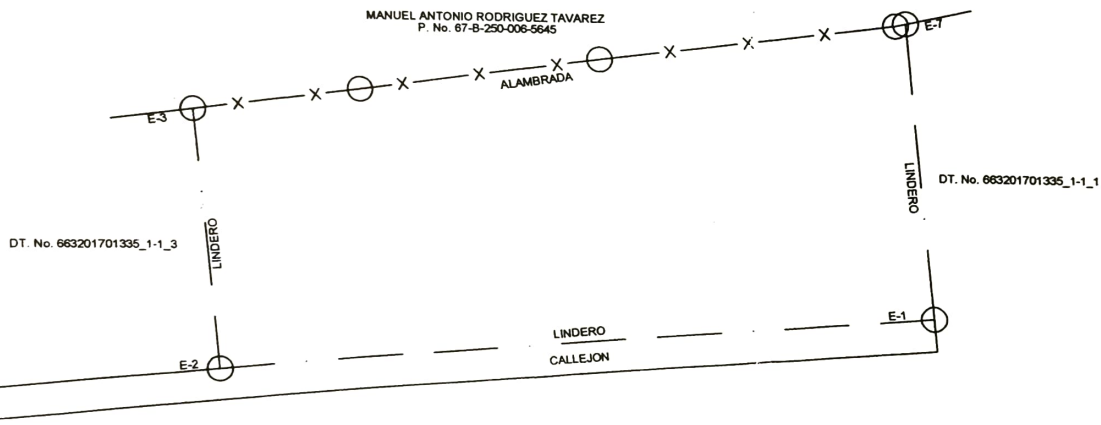 MANUEL ANTONIO RODRIGUEZ TAVAREZ
P. No. 67-B-250-006-5645
E-7
ALAMBRADA
E-3
LINDERO
DT. No. 663201701335_1-1_1
DT. No. 663201701335_1-1_3
LINDERO
E-1
LINDERO
CALLEJON
E-2